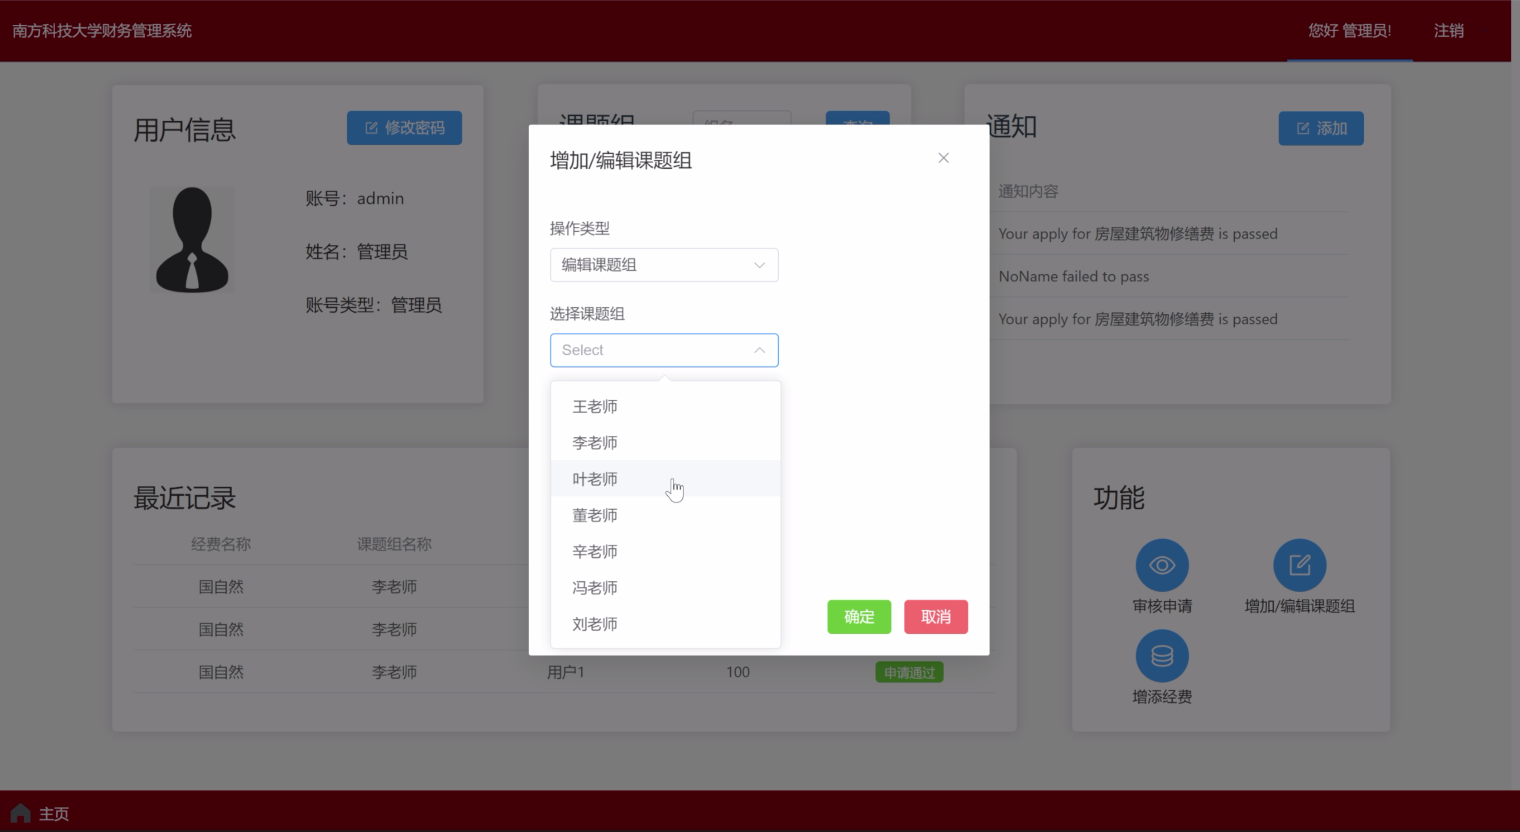 南方科技大学财务管理系统
您好 管理员!
注销
用户信息
修改密码
账号：admin
姓名：管理员
账号类型：管理员
课题组
组名
查询
通知
添加
通知内容
Your apply for 房屋建筑物修缮费 is passed
NoName failed to pass
Your apply for 房屋建筑物修缮费 is passed
增加/编辑课题组
操作类型
编辑课题组
选择课题组
Select
王老师
李老师
叶老师
董老师
辛老师
冯老师
刘老师
确定
取消
最近记录
经费名称 课题组名称
国自然 李老师
国自然 李老师
国自然 李老师 用户1 100 申请通过
功能
审核申请
增加/编辑课题组
增添经费
主页